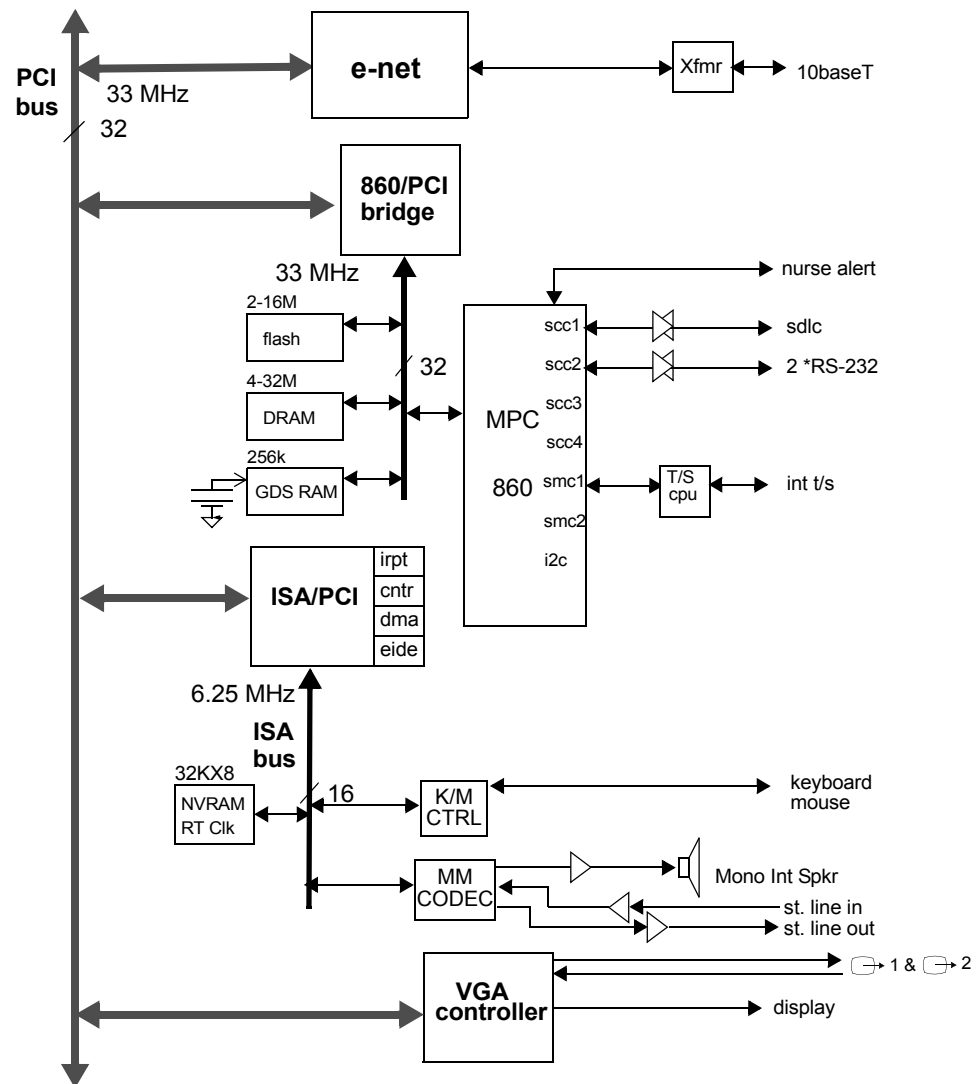 e-net
Xfmr
10baseT
PCI
bus
33 MHz
32
860/PCI
bridge
33 MHz
nurse alert
2-16M
flash
scc1
sdlc
32
scc2
2 *RS-232
4-32M
DRAM
scc3
MPC
scc4
256k
GDS RAM
860
smc1
T/S
cpu
int t/s
smc2
i2c
ISA/PCI
irpt
cntr
dma
eide
6.25 MHz
ISA
bus
32KX8
NVRAM
RT Clk
16
K/M
CTRL
keyboard
mouse
MM
CODEC
Mono Int Spkr
st. line in
st. line out
VGA
controller
1 & 2
display